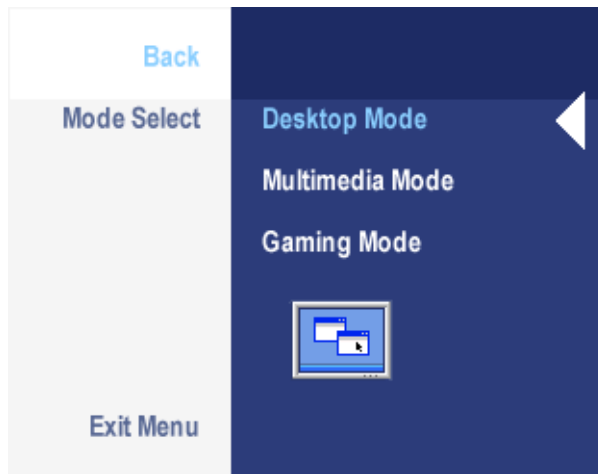 Back
Mode Select
Desktop Mode
Multimedia Mode
Gaming Mode
Exit Menu